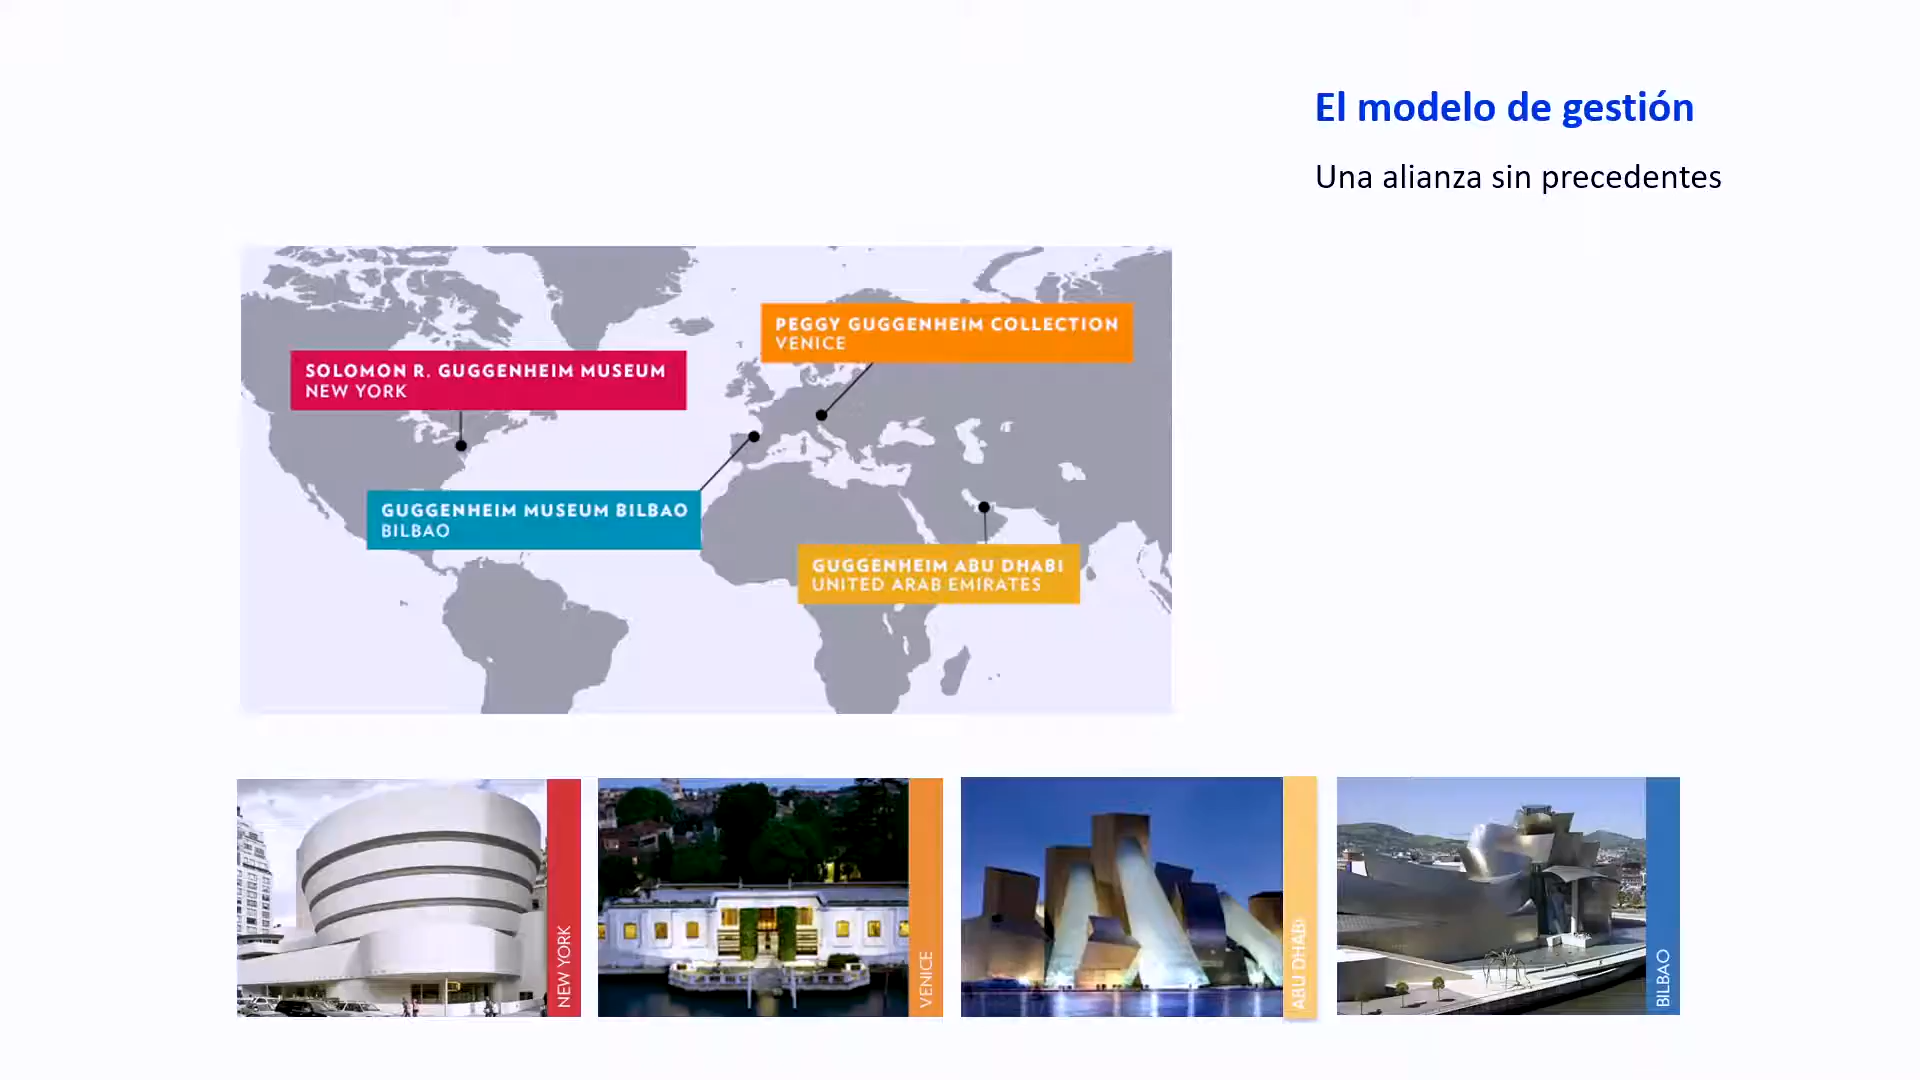 El modelo de gestión
Una alianza sin precedentes
PEGGY GUGGENHEIM COLLECTION
VENICE
SOLOMON R. GUGGENHEIM MUSEUM
NEW YORK
GUGGENHEIM MUSEUM BILBAO
BILBAO
GUGGENHEIM ABU DHABI
UNITED ARAB EMIRATES
NEW YORK
VENICE
ABU DHABI
BILBAO